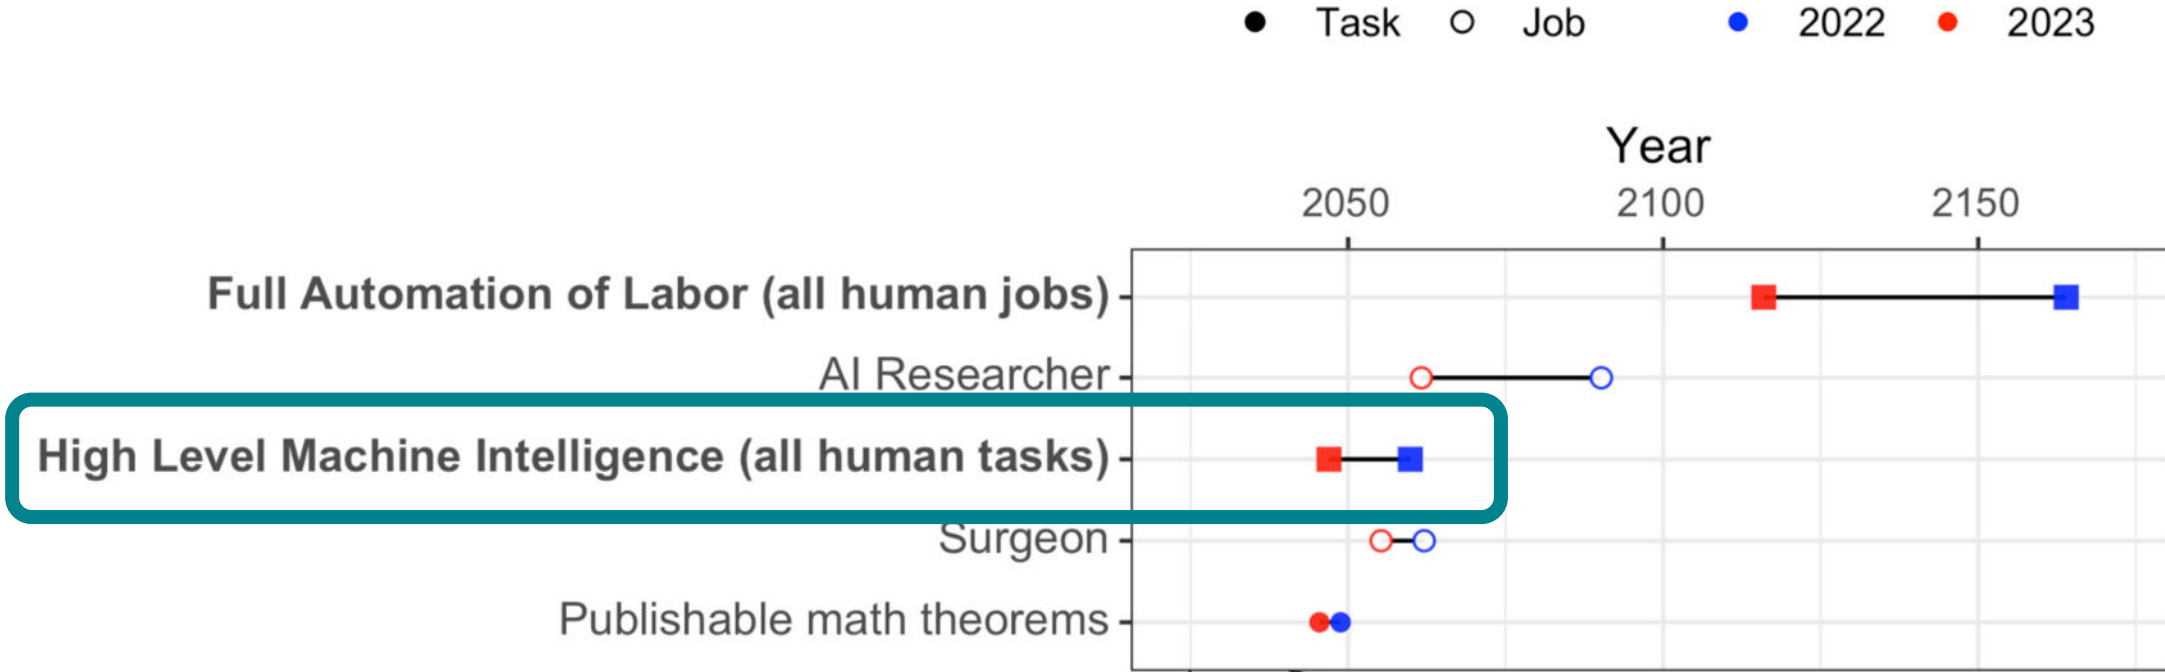 Task Job 2022 2023
Year
2050 2100 2150
Full Automation of Labor (all human jobs)
AI Researcher
High Level Machine Intelligence (all human tasks)
Surgeon
Publishable math theorems